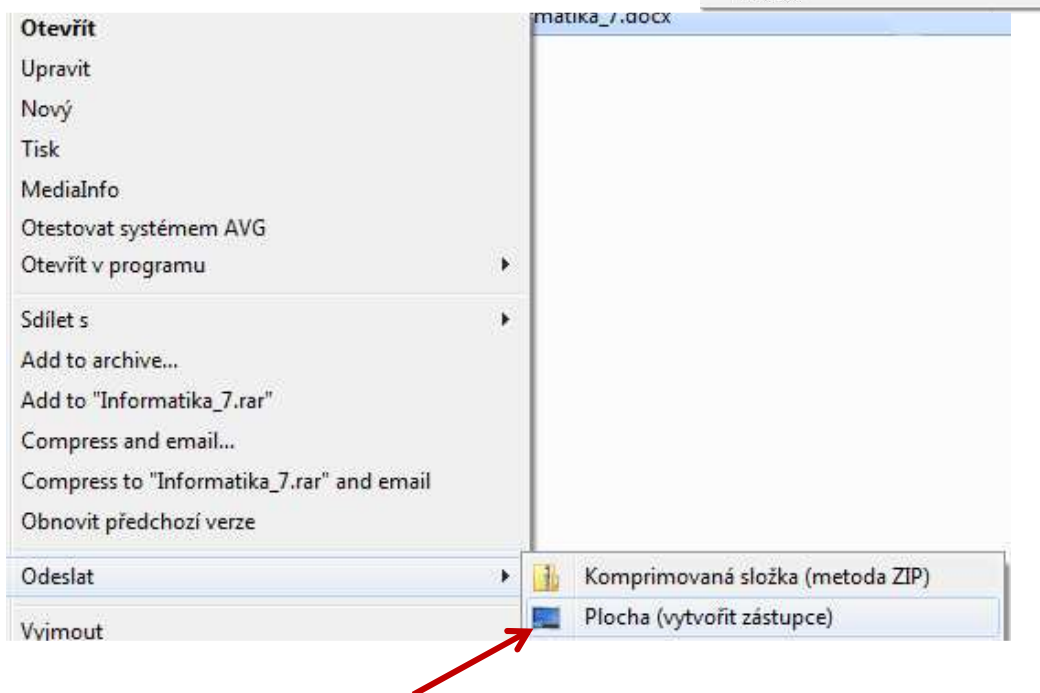 matika_7.docx
Otevřít
Upravit
Nový
Tisk
MediaInfo
Otestovat systémem AVG
Otevřít v programu
Sdílet s
Add to archive...
Add to "Informatika_7.rar"
Compress and email...
Compress to "Informatika_7.rar" and email
Obnovit předchozí verze
Odeslat
Komprimovaná složka (metoda ZIP)
Plocha (vytvořit zástupce)
Vyjmout